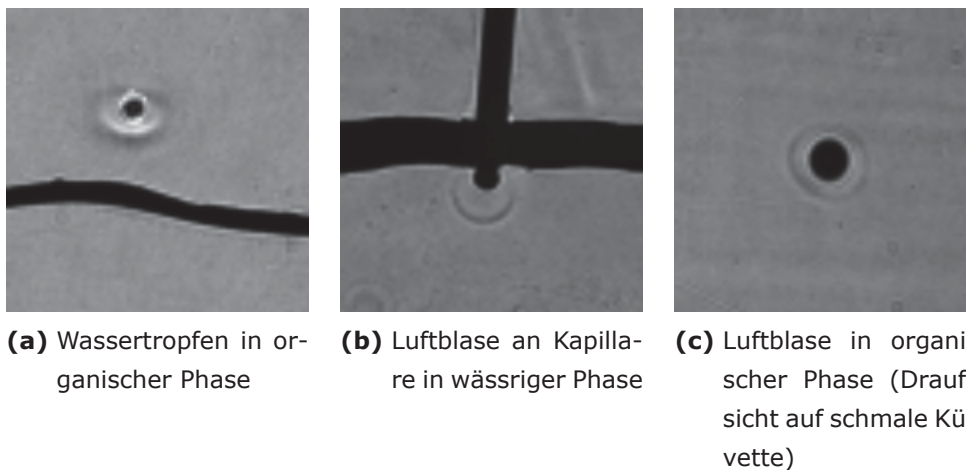 (a) Wassertropfen in or-
ganischer Phase
(b) Luftblase an Kapilla-
re in wässriger Phase
(c) Luftblase in organi
scher Phase (Drauf
sicht auf schmale Kü
vette)